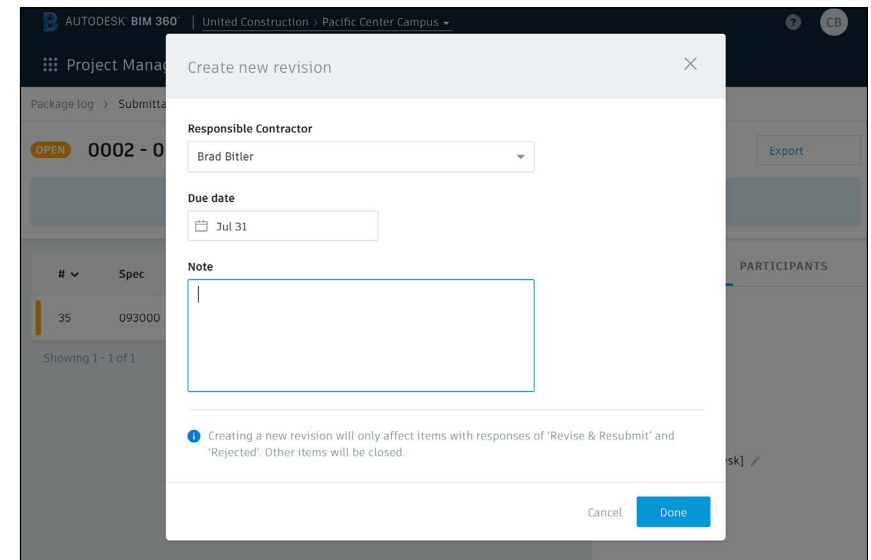 AUTODESK® BIM 360° | United Construction > Pacific Center Campus
? CB
Project Manag
Create new revision
Package log > Submitta
Responsible Contractor
Brad Bitler
OPEN 0002 - 0
Export
Due date
Jul 31
Note
PARTICIPANTS
# Spec
35 093000
Showing 1 - 1 of 1
Creating a new revision will only affect items with responses of 'Revise & Resubmit' and
'Rejected'. Other items will be closed.
sk]
Cancel Done